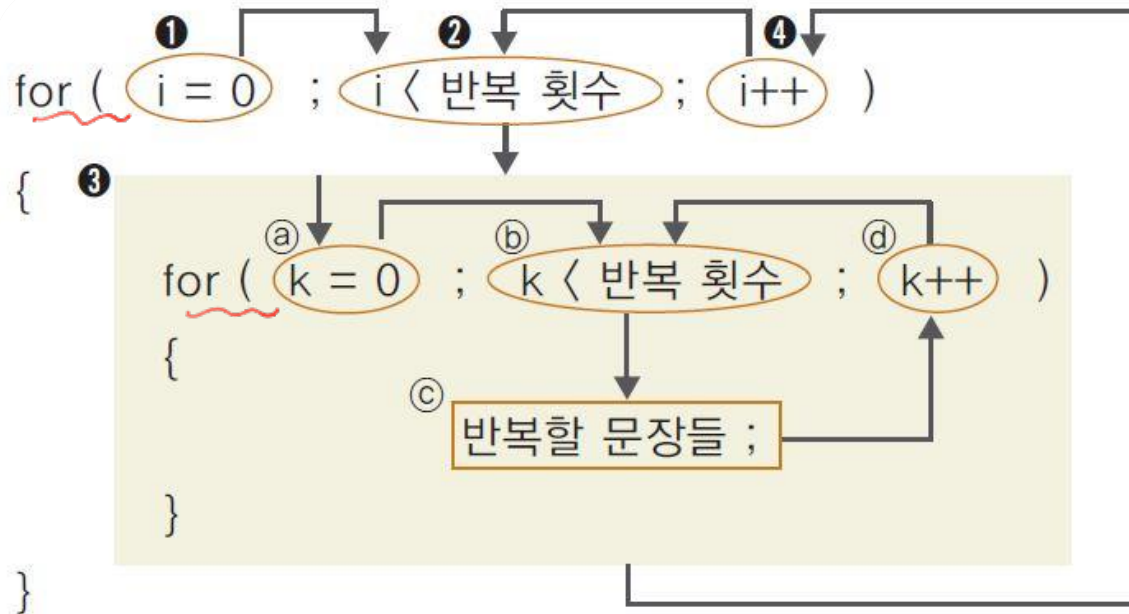 ❶ ❷ ❹
for ( i = 0 ; i < 반복 횟수 ; i++ )
{ ❸
ⓐ ⓑ ⓓ
for ( k = 0 ; k < 반복 횟수 ; k++ )
{
ⓒ
반복할 문장들 ;
}
}